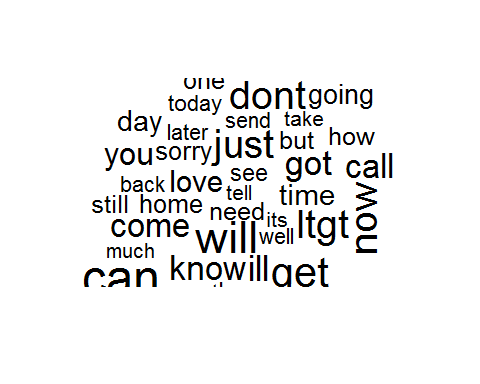 one
today dont going
day later send take
you sorry just but how
see got call
back love tell time
still home need its ltgt now
come will well
much
can know ill get